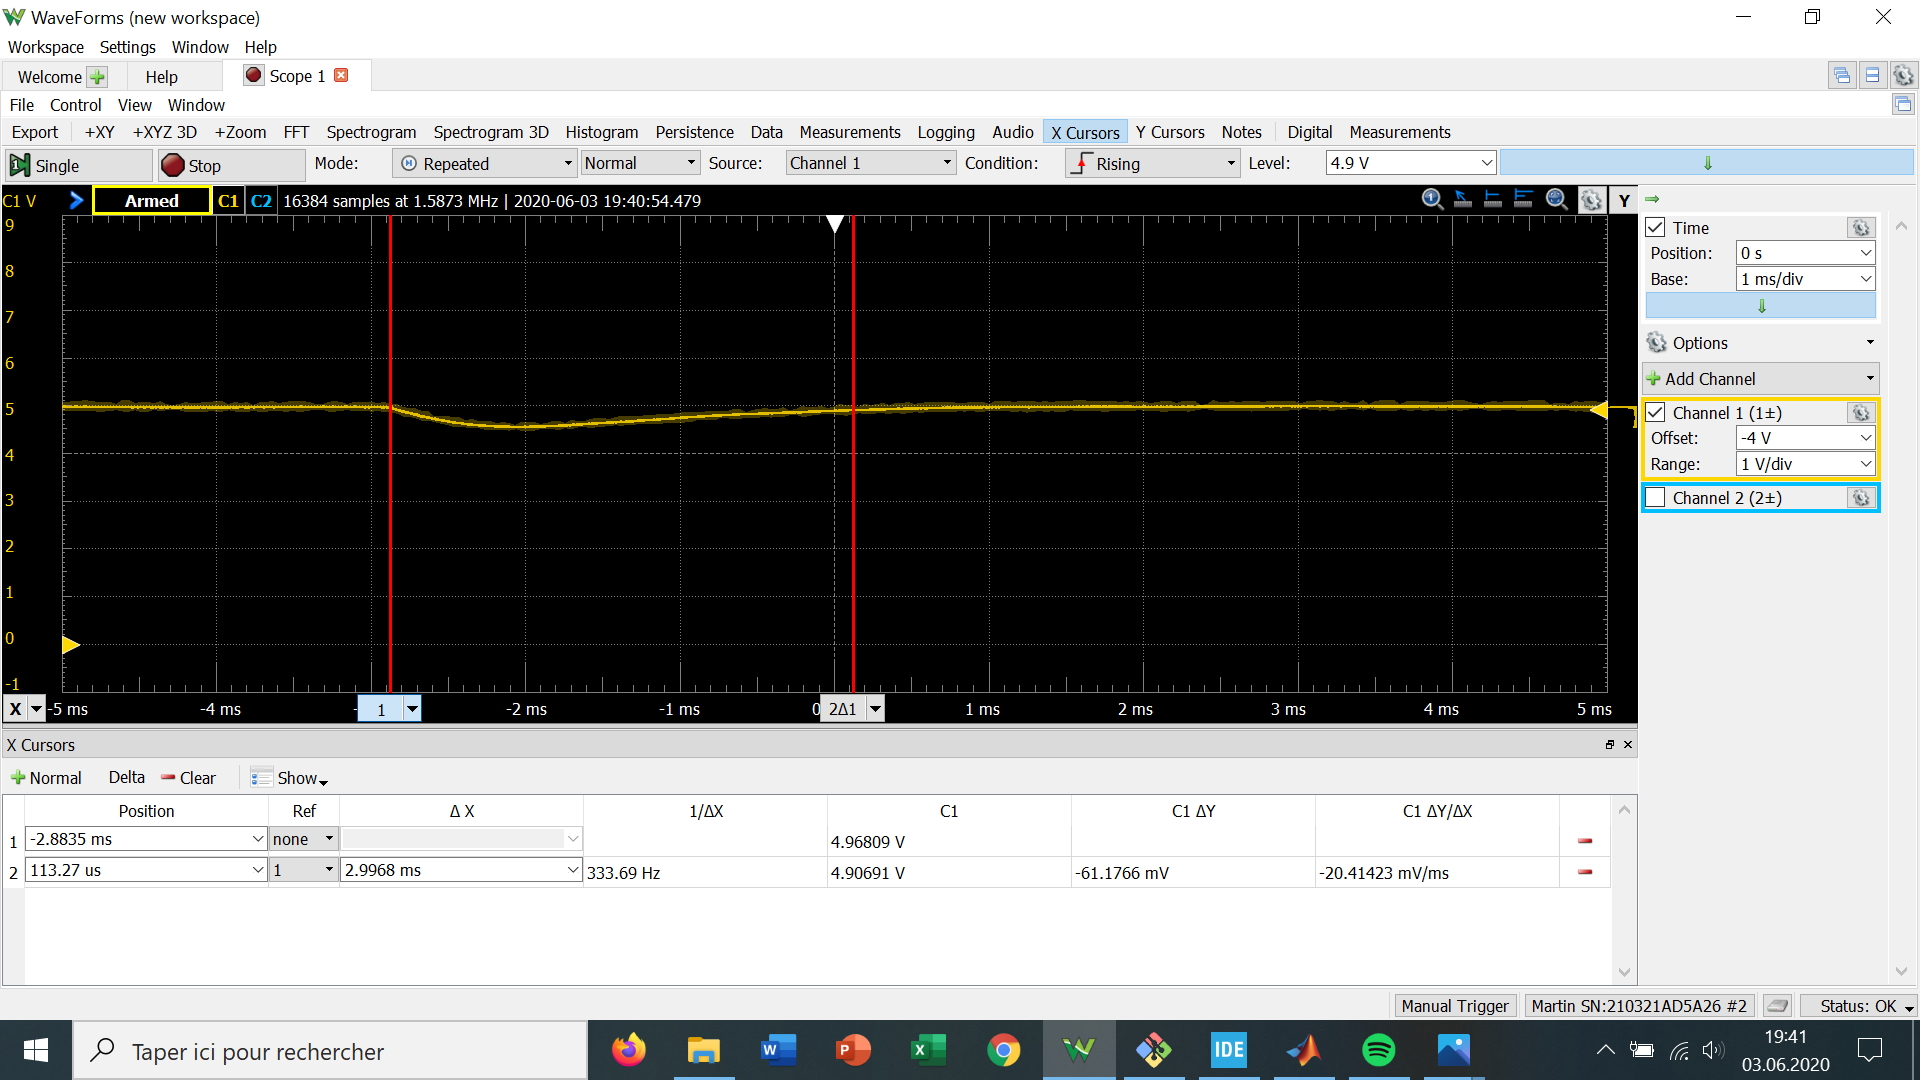 WaveForms (new workspace)
Workspace Settings Window Help
Welcome Help Scope 1
File Control View Window
Export +XY +XYZ 3D +Zoom FFT Spectrogram Spectrogram 3D Histogram Persistence Data Measurements Logging Audio X Cursors Y Cursors Notes Digital Measurements
Single Stop Mode: Repeated Normal Source: Channel 1 Condition: Rising Level: 4.9 V
C1 V Armed C1 C2 16384 samples at 1.5873 MHz | 2020-06-03 19:40:54.479 Y
9
8
7
6
5
4
3
2
1
0
-1
X -5 ms -4 ms - 1 -2 ms -1 ms 0 2Δ1 1 ms 2 ms 3 ms 4 ms 5 ms
Time
Position: 0 s
Base: 1 ms/div
Options
Add Channel
Channel 1 (1±)
Offset: -4 V
Range: 1 V/div
Channel 2 (2±)
X Cursors
Normal Delta Clear Show
Position Ref Δ X 1/ΔX C1 C1 ΔY C1 ΔY/ΔX
1 -2.8835 ms none 4.96809 V
2 113.27 us 1 2.9968 ms 333.69 Hz 4.90691 V -61.1766 mV -20.41423 mV/ms
Manual Trigger Martin SN:210321AD5A26 #2 Status: OK
Taper ici pour rechercher
IDE
19:41
03.06.2020